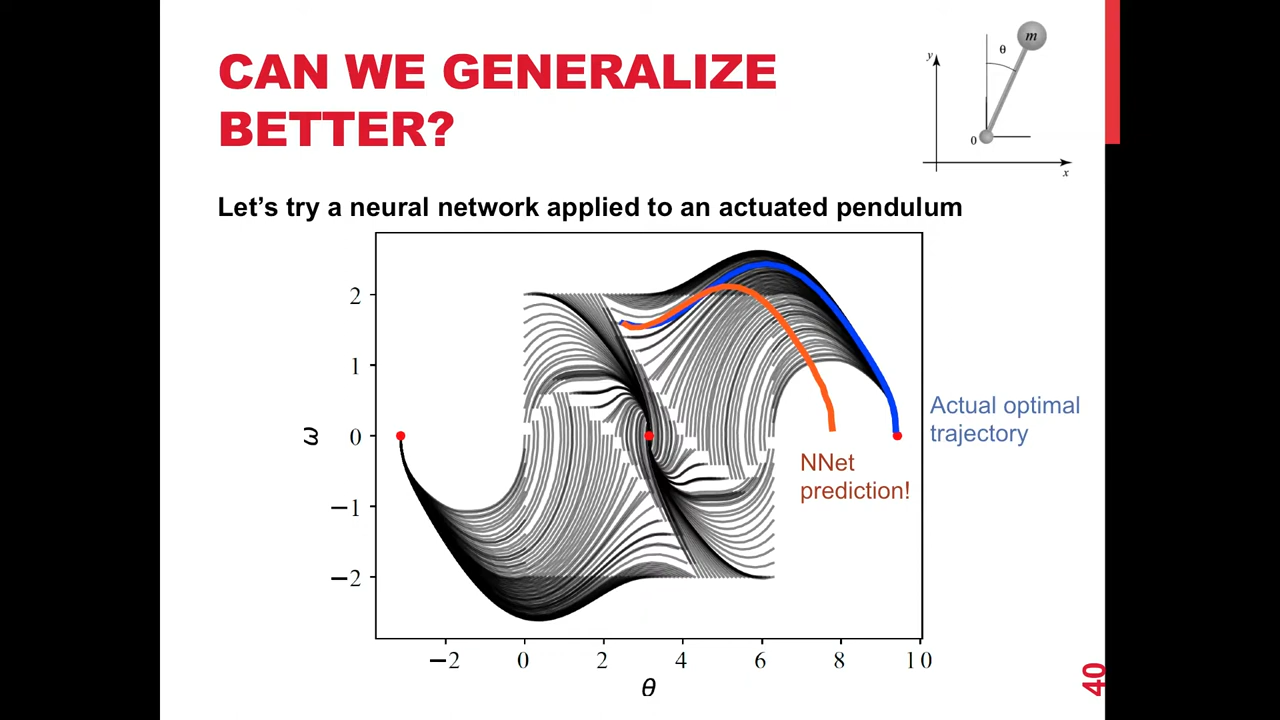 CAN WE GENERALIZE
BETTER?
m
θ
y
0
x
Let's try a neural network applied to an actuated pendulum
2
1
0
−1
−2
ω
Actual optimal
trajectory
NNet
prediction!
−2 0 2 4 6 8 10
θ
40